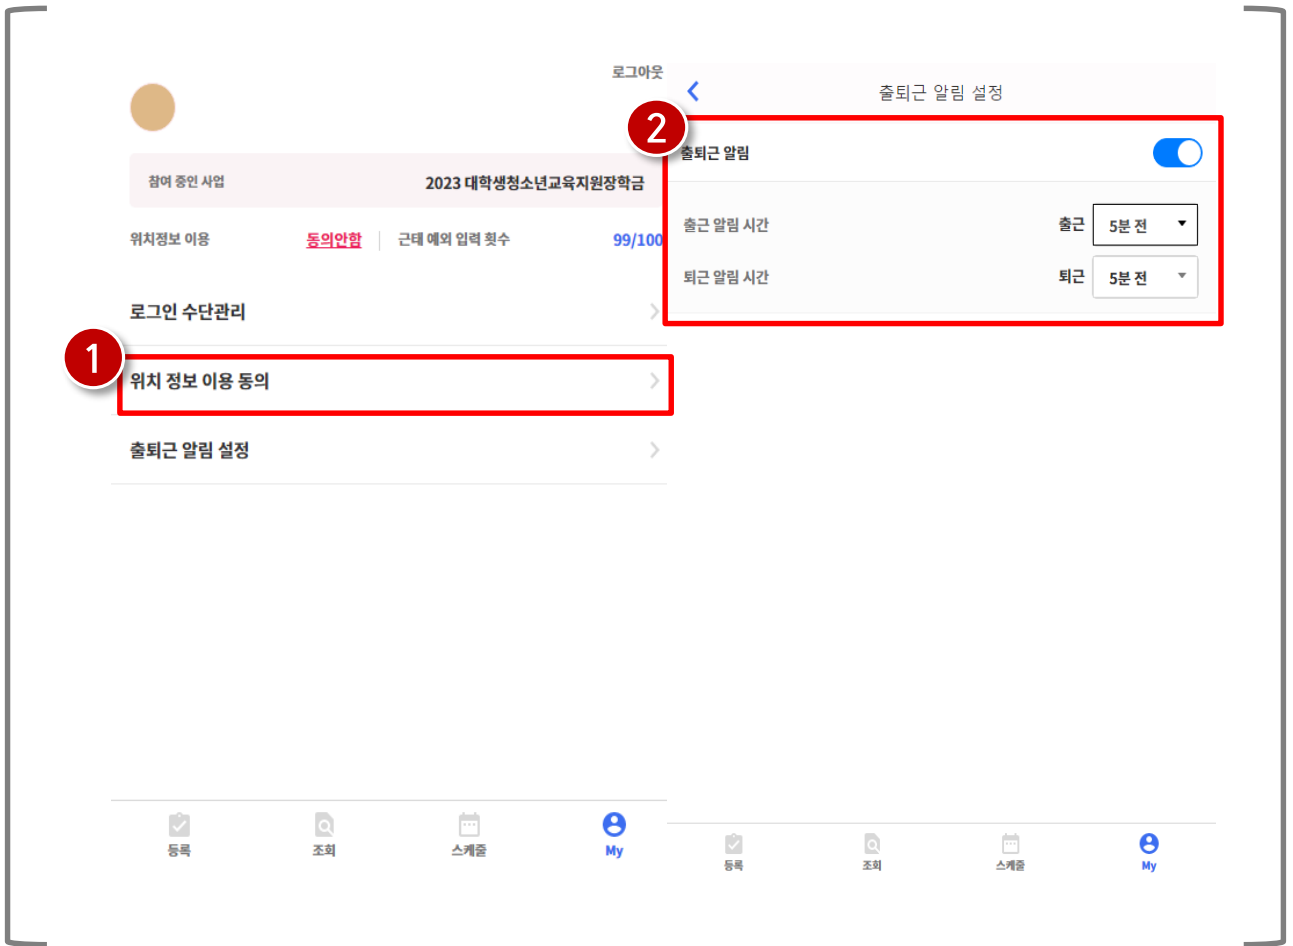 로그아웃
참여 중인 사업 2023 대학생청소년교육지원장학금
위치정보 이용 동의안함 근태 예외 입력 횟수 99/100
로그인 수단관리
1
위치 정보 이용 동의
출퇴근 알림 설정
등록 조회 스케줄 My
출퇴근 알림 설정
2
출퇴근 알림
출근 알림 시간 출근 5분 전
퇴근 알림 시간 퇴근 5분 전
등록 조회 스케줄 My